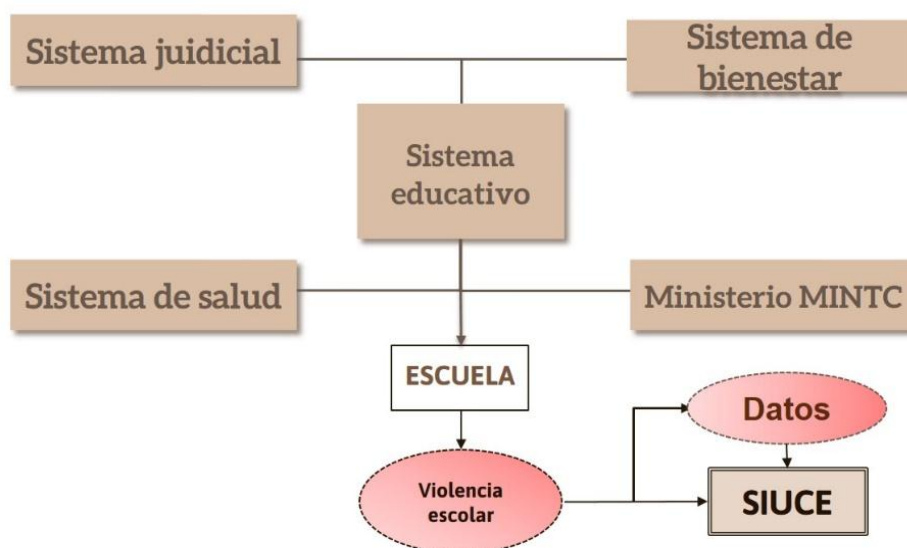 Sistema juidicial
Sistema de
bienestar
Sistema
educativo
Sistema de salud
Ministerio MINTC
ESCUELA
Datos
Violencia
escolar
SIUCE